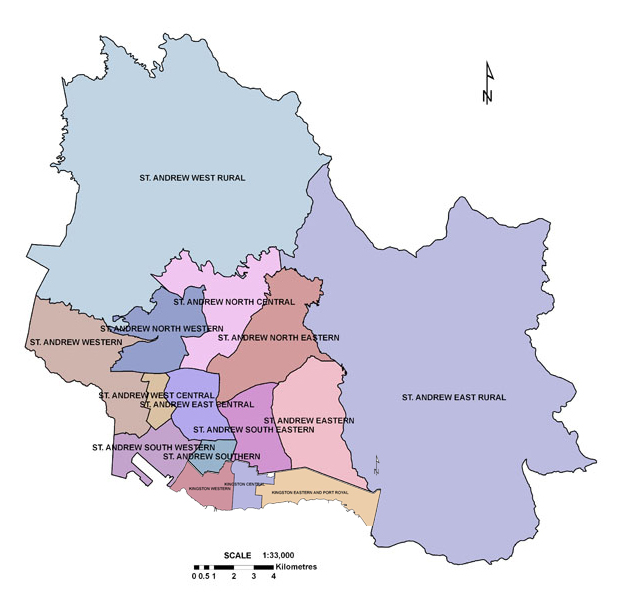 N
ST. ANDREW WEST RURAL
ST. ANDREW NORTH CENTRAL
ST. ANDREW NORTH WESTERN
ST. ANDREW NORTH EASTERN
ST. ANDREW WESTERN
ST. ANDREW WEST CENTRAL
ST. ANDREW EAST RURAL
ST. ANDREW EAST CENTRAL
ST. ANDREW EASTERN
ST. ANDREW SOUTH EASTERN
ST. ANDREW SOUTH WESTERN
ST. ANDREW SOUTHERN
N
KINGSTON CENTRAL
KINGSTON WESTERN
KINGSTON EASTERN AND PORT ROYAL
SCALE 1:33,000
Kilometres
0 0.5 1 2 3 4